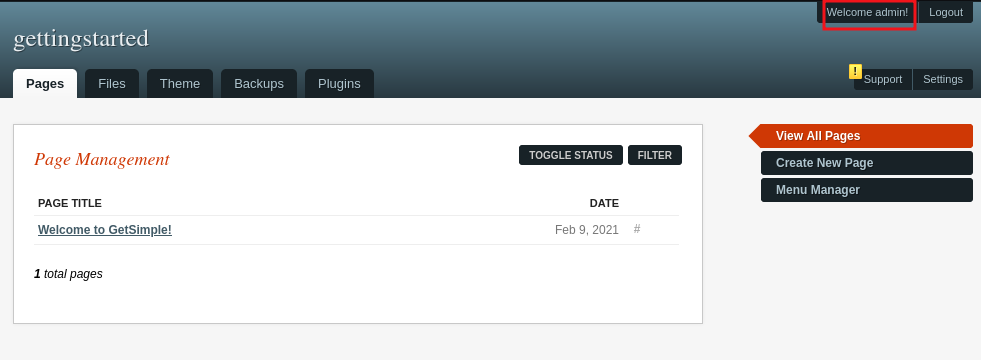 Welcome admin! Logout
gettingstarted
Pages Files Theme Backups Plugins
! Support Settings
Page Management
TOGGLE STATUS FILTER
PAGE TITLE DATE
Welcome to GetSimple! Feb 9, 2021 #
1 total pages
View All Pages
Create New Page
Menu Manager